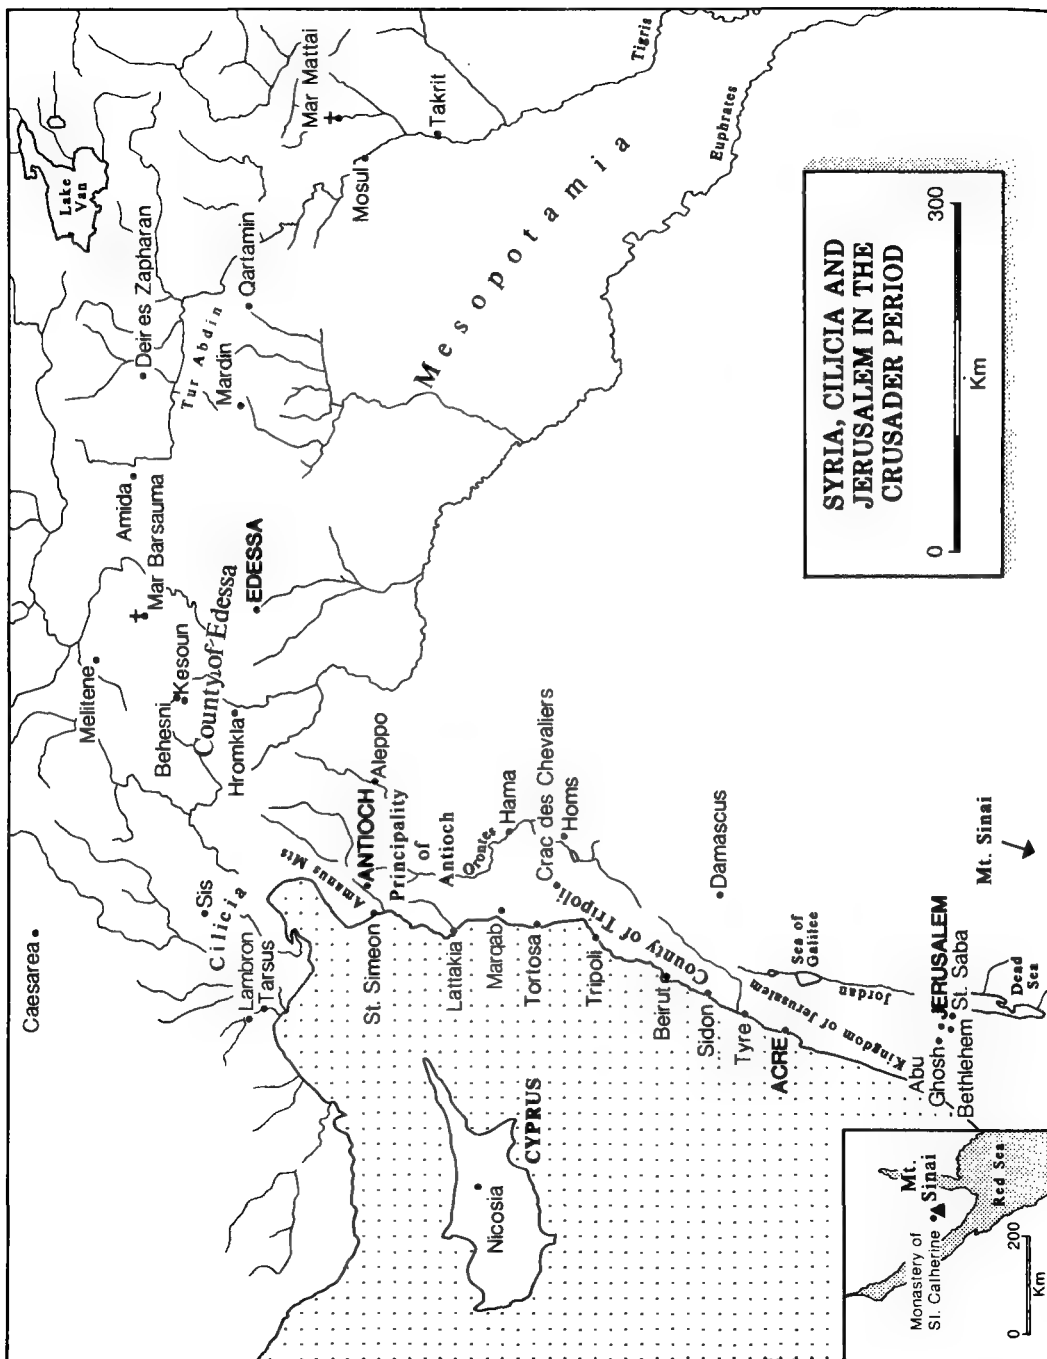 SYRIA, CILICIA AND
JERUSALEM IN THE
CRUSADER PERIOD
0
300
Km
Caesarea
Melitene
Lake
Van
Amida
Mar Barsauma
Deir es Zapharan
Tur Abdin
Mardin
Qartamin
Mar Mattai
Mosul
Takrit
Tigris
Euphrates
Mesopotamia
Behesni
Kesoun
County of Edessa
EDESSA
Hromkla
Sis
Cilicia
Lambron
Tarsus
Amanus Mts
ANTIOCH
Aleppo
Principality
of
Antioch
St. Simeon
Lattakia
Orontes
Hama
Marqab
Crac des Chevaliers
Homs
Tortosa
Tripoli
County of Tripoli
Beirut
Damascus
Sidon
Tyre
ACRE
Kingdom of Jerusalem
Sea of
Galilee
Jordan
Abu
Ghosh
JERUSALEM
St. Saba
Bethlehem
Dead
Sea
Mt. Sinai
CYPRUS
Nicosia
Monastery of
St. Catherine
Mt.
Sinai
Red Sea
0
200
Km